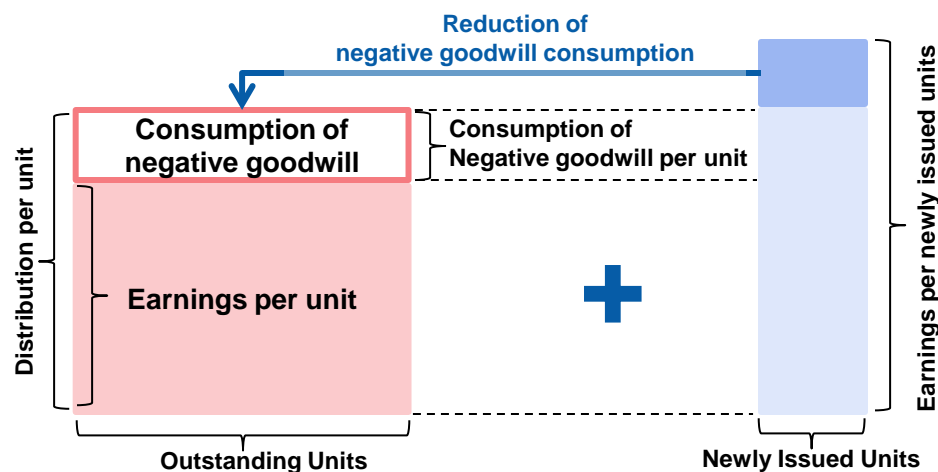 Reduction of
negative goodwill consumption
Consumption of
negative goodwill
Consumption of
Negative goodwill per unit
Distribution per unit
Earnings per unit
Earnings per newly issued units
Outstanding Units
Newly Issued Units